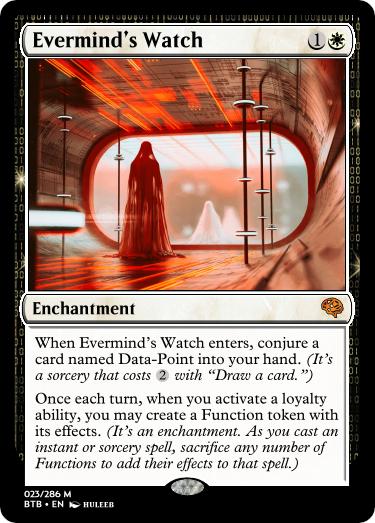 Evermind's Watch 1
Enchantment
When Evermind's Watch enters, conjure a
card named Data-Point into your hand. (It's
a sorcery that costs 2 with “Draw a card.”)
Once each turn, when you activate a loyalty
ability, you may create a Function token with
its effects. (It's an enchantment. As you cast an
instant or sorcery spell, sacrifice any number of
Functions to add their effects to that spell.)
023/286 M
BTB • EN HULEEB